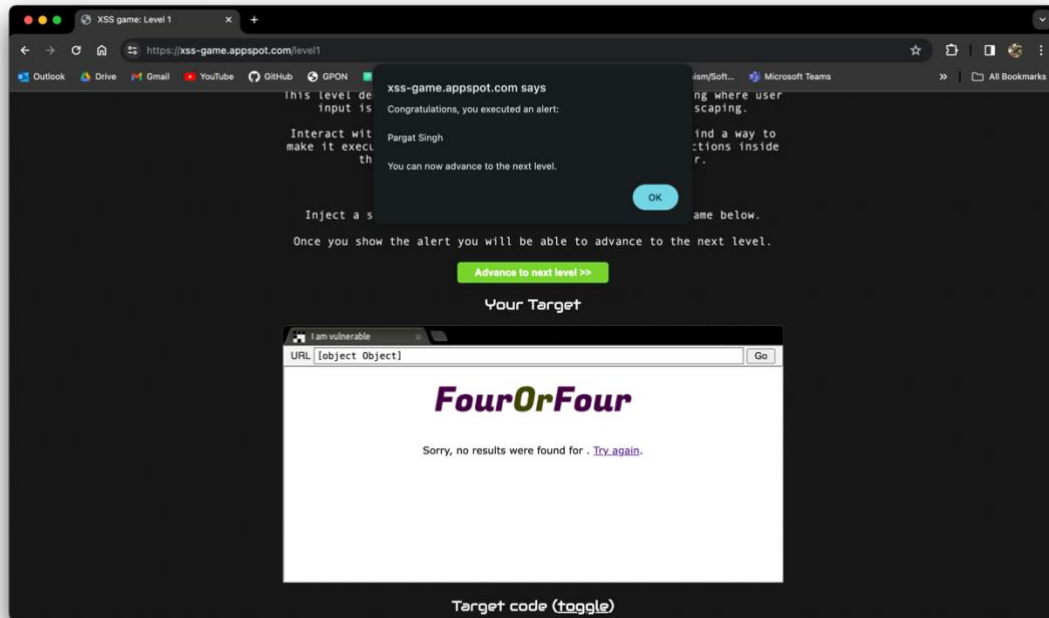 XSS game: Level 1
https://xss-game.appspot.com/level1
Outlook Drive Gmail YouTube GitHub GPON ism/Soft... Microsoft Teams » All Bookmarks
xss-game.appspot.com says
Congratulations, you executed an alert:
Pargat Singh
You can now advance to the next level.
OK
This level de ng where user
input is scaping.
Interact wit ind a way to
make it execu ctions inside
th r.
Inject a s ame below.
Once you show the alert you will be able to advance to the next level.
Advance to next level >>
Your Target
I am vulnerable
URL [object Object] Go
FourOrFour
Sorry, no results were found for . Try again.
Target code (toggle)